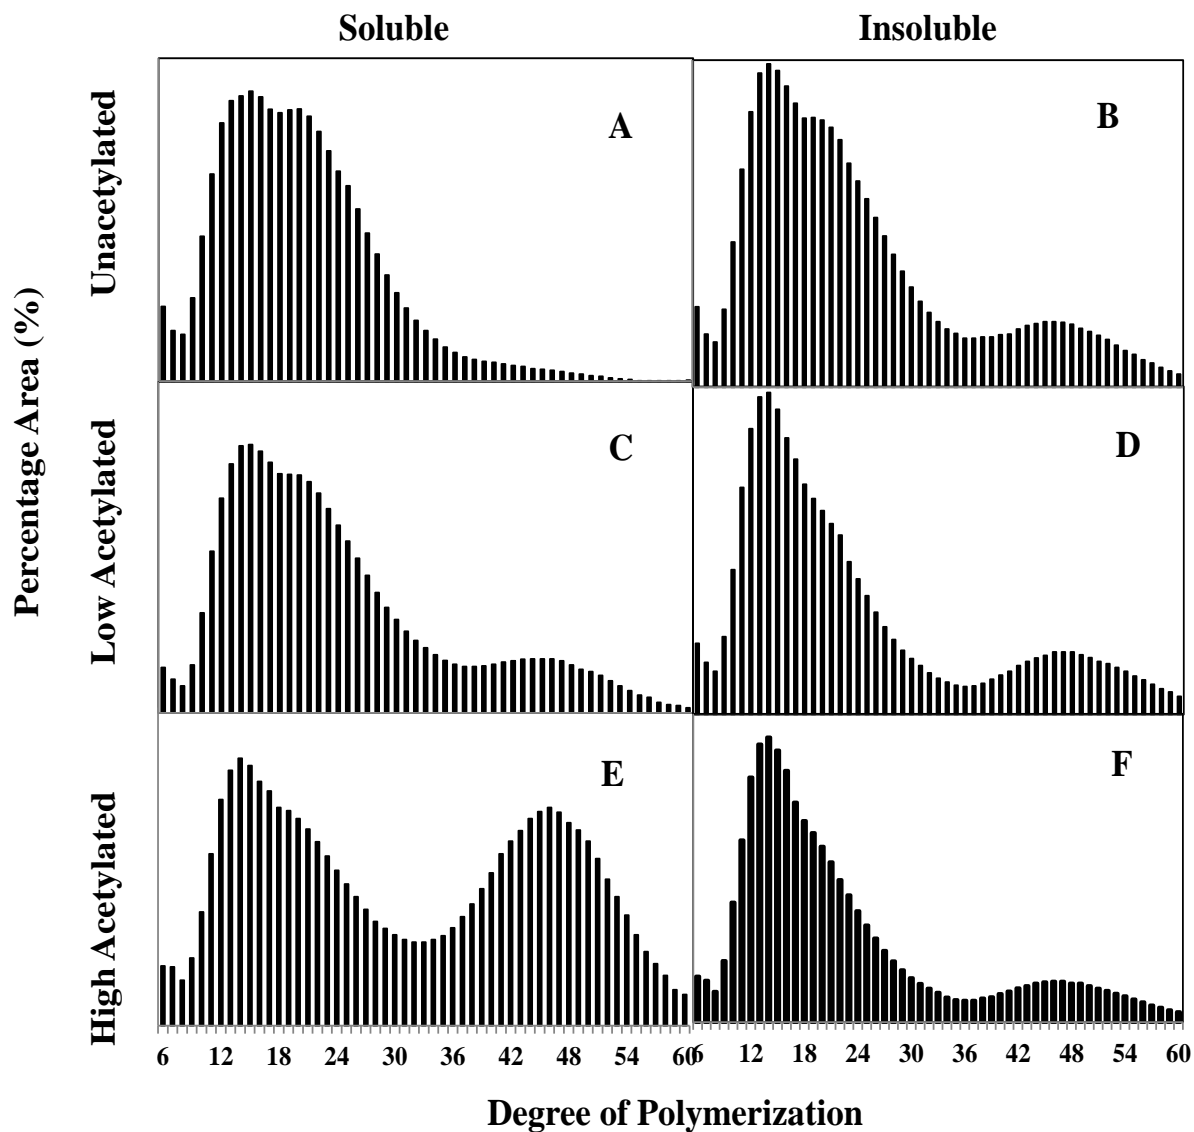 Soluble
Insoluble
Percentage Area (%)
Unacetylated
A
B
Low Acetylated
C
D
High Acetylated
E
F
6 12 18 24 30 36 42 48 54 60
6 12 18 24 30 36 42 48 54 60
Degree of Polymerization